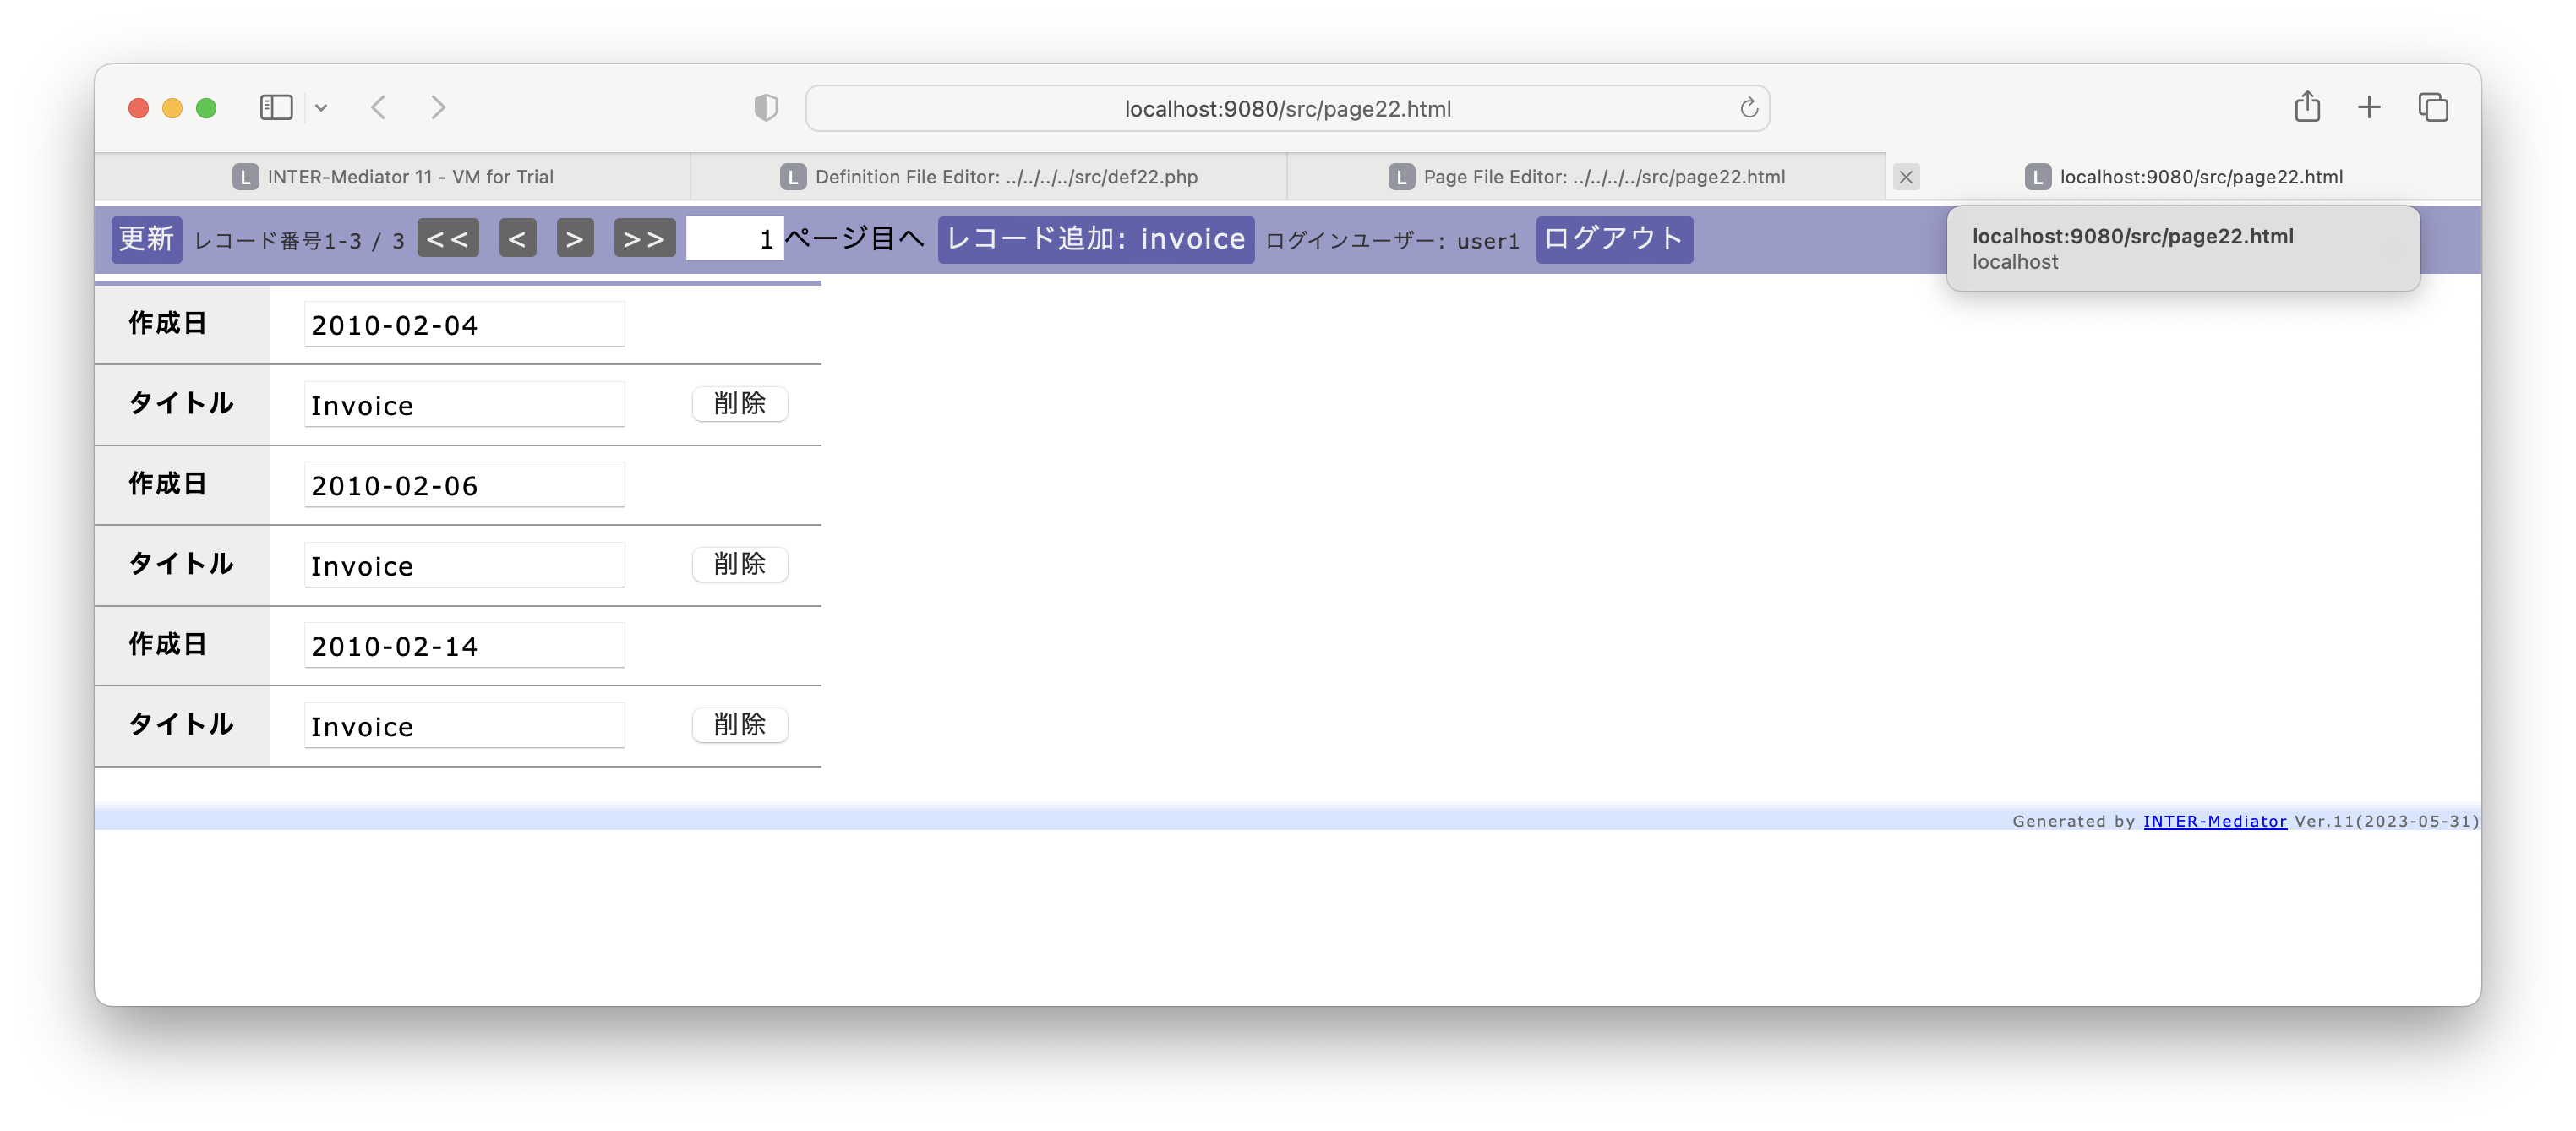 localhost:9080/src/page22.html
L INTER-Mediator 11 - VM for Trial
L Definition File Editor: ../../../../src/def22.php
L Page File Editor: ../../../../src/page22.html
L localhost:9080/src/page22.html
更新 レコード番号1-3 / 3 << < > >> 1 ページ目へ レコード追加: invoice ログインユーザー: user1 ログアウト
localhost:9080/src/page22.html
localhost
作成日 2010-02-04
タイトル Invoice 削除
作成日 2010-02-06
タイトル Invoice 削除
作成日 2010-02-14
タイトル Invoice 削除
Generated by INTER-Mediator Ver.11(2023-05-31)